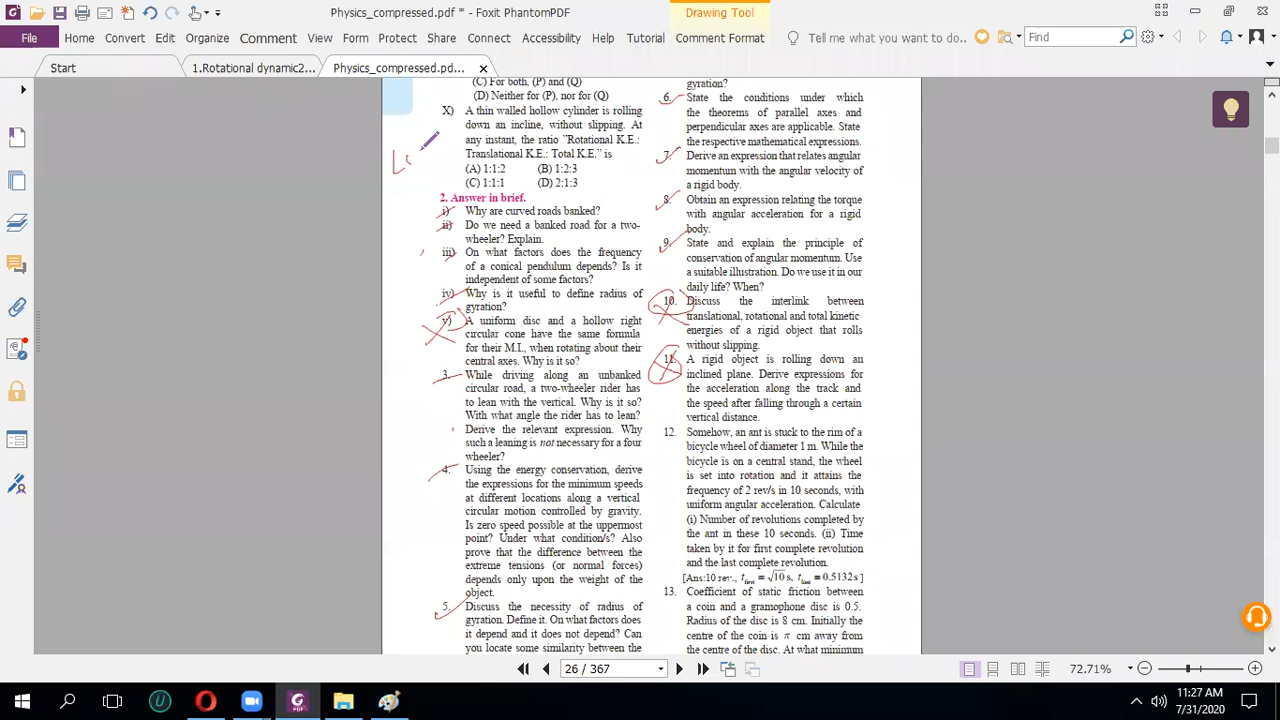 Physics_compressed.pdf * - Foxit PhantomPDF
Drawing Tool
File
Home
Convert
Edit
Organize
Comment
View
Form
Protect
Share
Connect
Accessibility
Help
Tutorial
Comment Format
Tell me what you want to do...
Find
Start
1.Rotational dynamic2...
Physics_compressed.pd...
(C) For both, (P) and (Q)
(D) Neither for (P), nor for (Q)
X) A thin walled hollow cylinder is rolling
down an incline, without slipping. At
any instant, the ratio "Rotational K.E.:
Translational K.E.: Total K.E." is
(A) 1:1:2 (B) 1:2:3
(C) 1:1:1 (D) 2:1:3
2. Answer in brief.
i) Why are curved roads banked?
ii) Do we need a banked road for a two-
wheeler? Explain.
iii) On what factors does the frequency
of a conical pendulum depends? Is it
independent of some factors?
iv) Why is it useful to define radius of
gyration?
v) A uniform disc and a hollow right
circular cone have the same formula
for their M.I., when rotating about their
central axes. Why is it so?
3. While driving along an unbanked
circular road, a two-wheeler rider has
to lean with the vertical. Why is it so?
With what angle the rider has to lean?
Derive the relevant expression. Why
such a leaning is not necessary for a four
wheeler?
4. Using the energy conservation, derive
the expressions for the minimum speeds
at different locations along a vertical
circular motion controlled by gravity.
Is zero speed possible at the uppermost
point? Under what condition/s? Also
prove that the difference between the
extreme tensions (or normal forces)
depends only upon the weight of the
object.
5. Discuss the necessity of radius of
gyration. Define it. On what factors does
it depend and it does not depend? Can
you locate some similarity between the
gyration?
6. State the conditions under which
the theorems of parallel axes and
perpendicular axes are applicable. State
the respective mathematical expressions.
7. Derive an expression that relates angular
momentum with the angular velocity of
a rigid body.
8. Obtain an expression relating the torque
with angular acceleration for a rigid
body.
9. State and explain the principle of
conservation of angular momentum. Use
a suitable illustration. Do we use it in our
daily life? When?
10. Discuss the interlink between
translational, rotational and total kinetic
energies of a rigid object that rolls
without slipping.
11. A rigid object is rolling down an
inclined plane. Derive expressions for
the acceleration along the track and
the speed after falling through a certain
vertical distance.
12. Somehow, an ant is stuck to the rim of a
bicycle wheel of diameter 1 m. While the
bicycle is on a central stand, the wheel
is set into rotation and it attains the
frequency of 2 rev/s in 10 seconds, with
uniform angular acceleration. Calculate
(i) Number of revolutions completed by
the ant in these 10 seconds. (ii) Time
taken by it for first complete revolution
and the last complete revolution.
[Ans:10 rev., t_first = √10 s, t_last = 0.5132s ]
13. Coefficient of static friction between
a coin and a gramophone disc is 0.5.
Radius of the disc is 8 cm. Initially the
centre of the coin is π cm away from
the centre of the disc. At what minimum
26 / 367
72.71%
11:27 AM
7/31/2020